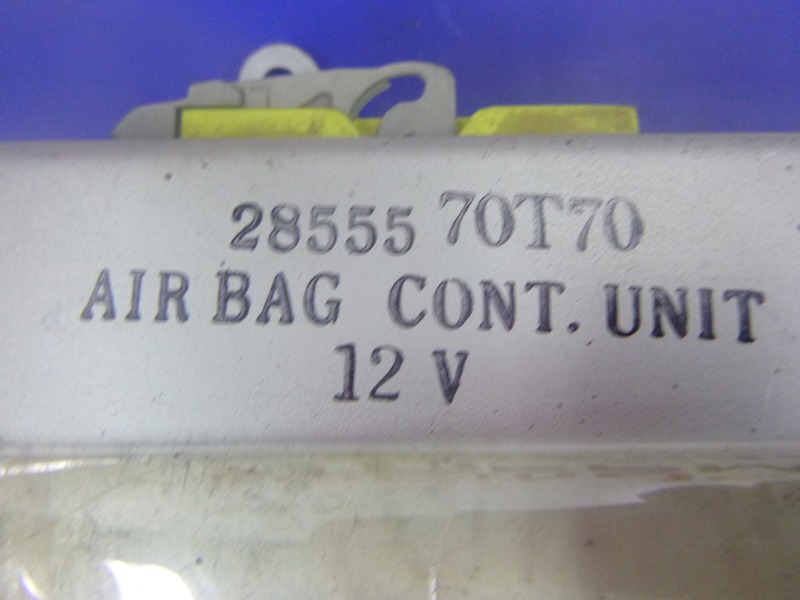 28555 70T70
AIR BAG CONT. UNIT
12 V